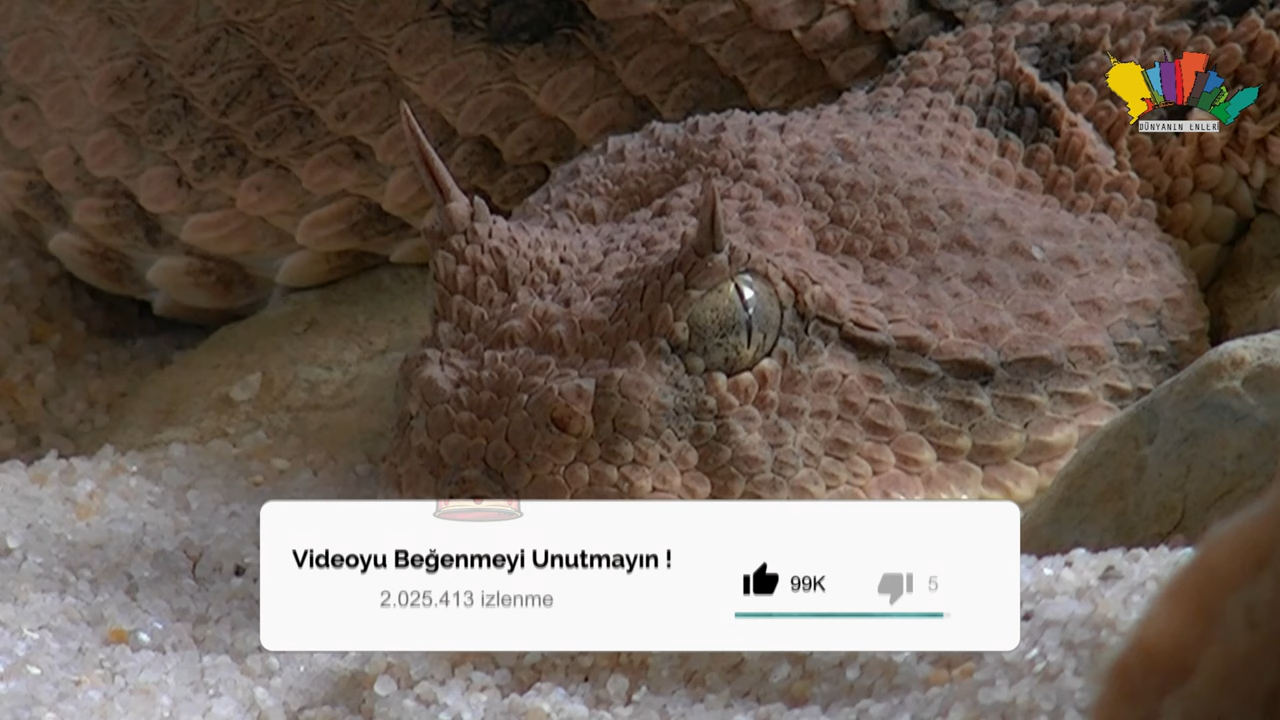 DÜNYANIN ENLERİ
Videoyu Beğenmeyi Unutmayın !
2.025.413 izlenme
99K
5